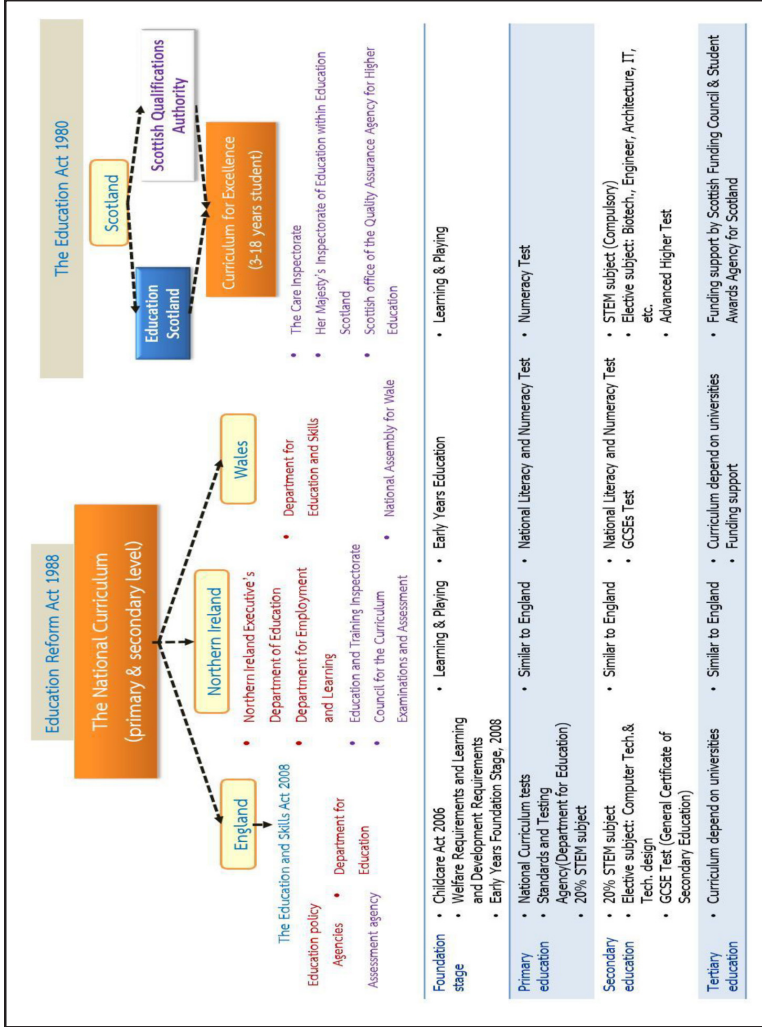 Education Reform Act 1988
The Education Act 1980
The National Curriculum
(primary & secondary level)
Scotland
Education
Scotland
Scottish Qualifications
Authority
Curriculum for Excellence
(3-18 years student)
England
Northern Ireland
Wales
The Education and Skills Act 2008
Education policy
Agencies
• Department for
Education
• Northern Ireland Executive's
Department of Education
• Department for Employment
and Learning
• Department for
Education and Skills
Assessment agency
• Education and Training Inspectorate
• Council for the Curriculum
Examinations and Assessment
• National Assembly for Wale
• The Care Inspectorate
• Her Majesty's Inspectorate of Education within Education
Scotland
• Scottish office of the Quality Assurance Agency for Higher
Education
Foundation
stage
• Childcare Act 2006
• Welfare Requirements and Learning
and Development Requirements
• Early Years Foundation Stage, 2008
• Learning & Playing
• Early Years Education
• Learning & Playing
Primary
education
• National Curriculum tests
• Standards and Testing
Agency(Department for Education)
• 20% STEM subject
• Similar to England
• National Literacy and Numeracy Test
• Numeracy Test
Secondary
education
• 20% STEM subject
• Elective subject: Computer Tech.&
Tech. design
• GCSE Test (General Certificate of
Secondary Education)
• Similar to England
• National Literacy and Numeracy Test
• GCSEs Test
• STEM subject (Compulsory)
• Elective subject: Biotech., Engineer, Architecture, IT,
etc.
• Advanced Higher Test
Tertiary
education
• Curriculum depend on universities
• Similar to England
• Curriculum depend on universities
• Funding support
• Funding support by Scottish Funding Council & Student
Awards Agency for Scotland